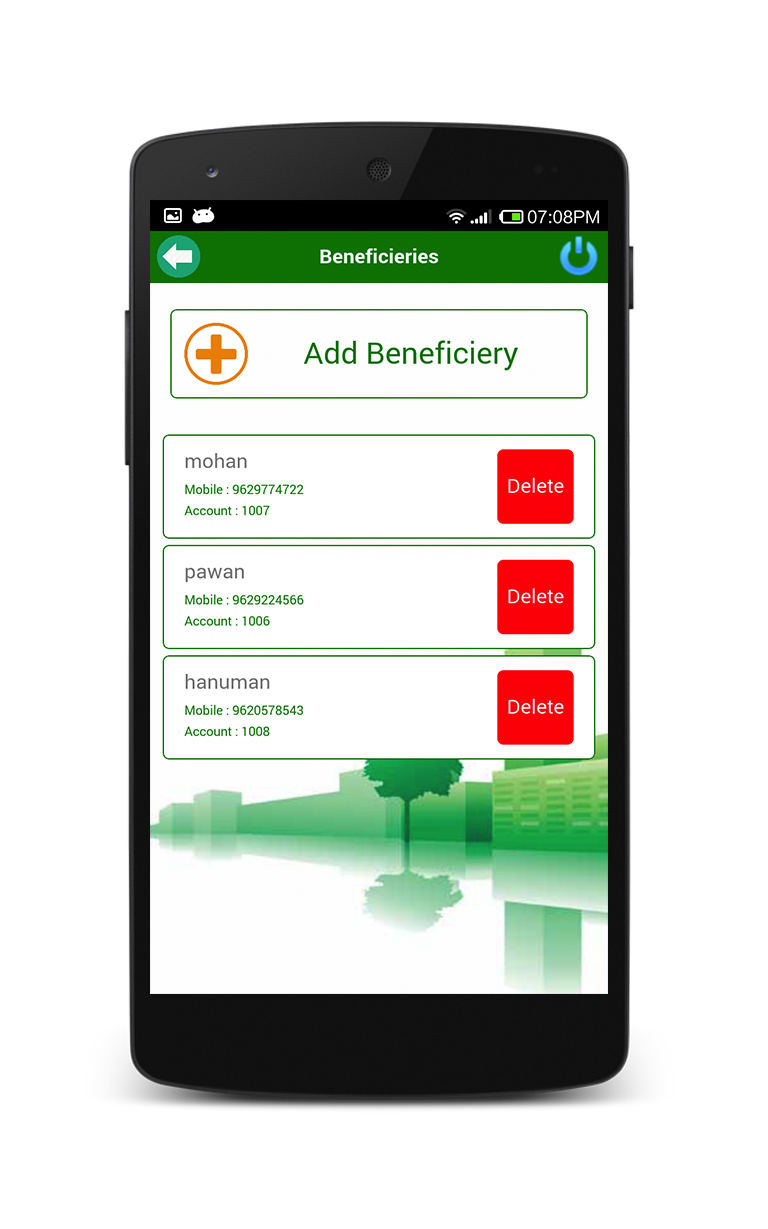 07:08PM
Beneficieries
Add Beneficiery
mohan
Mobile : 9629774722
Account : 1007
Delete
pawan
Mobile : 9629224566
Account : 1006
Delete
hanuman
Mobile : 9620578543
Account : 1008
Delete